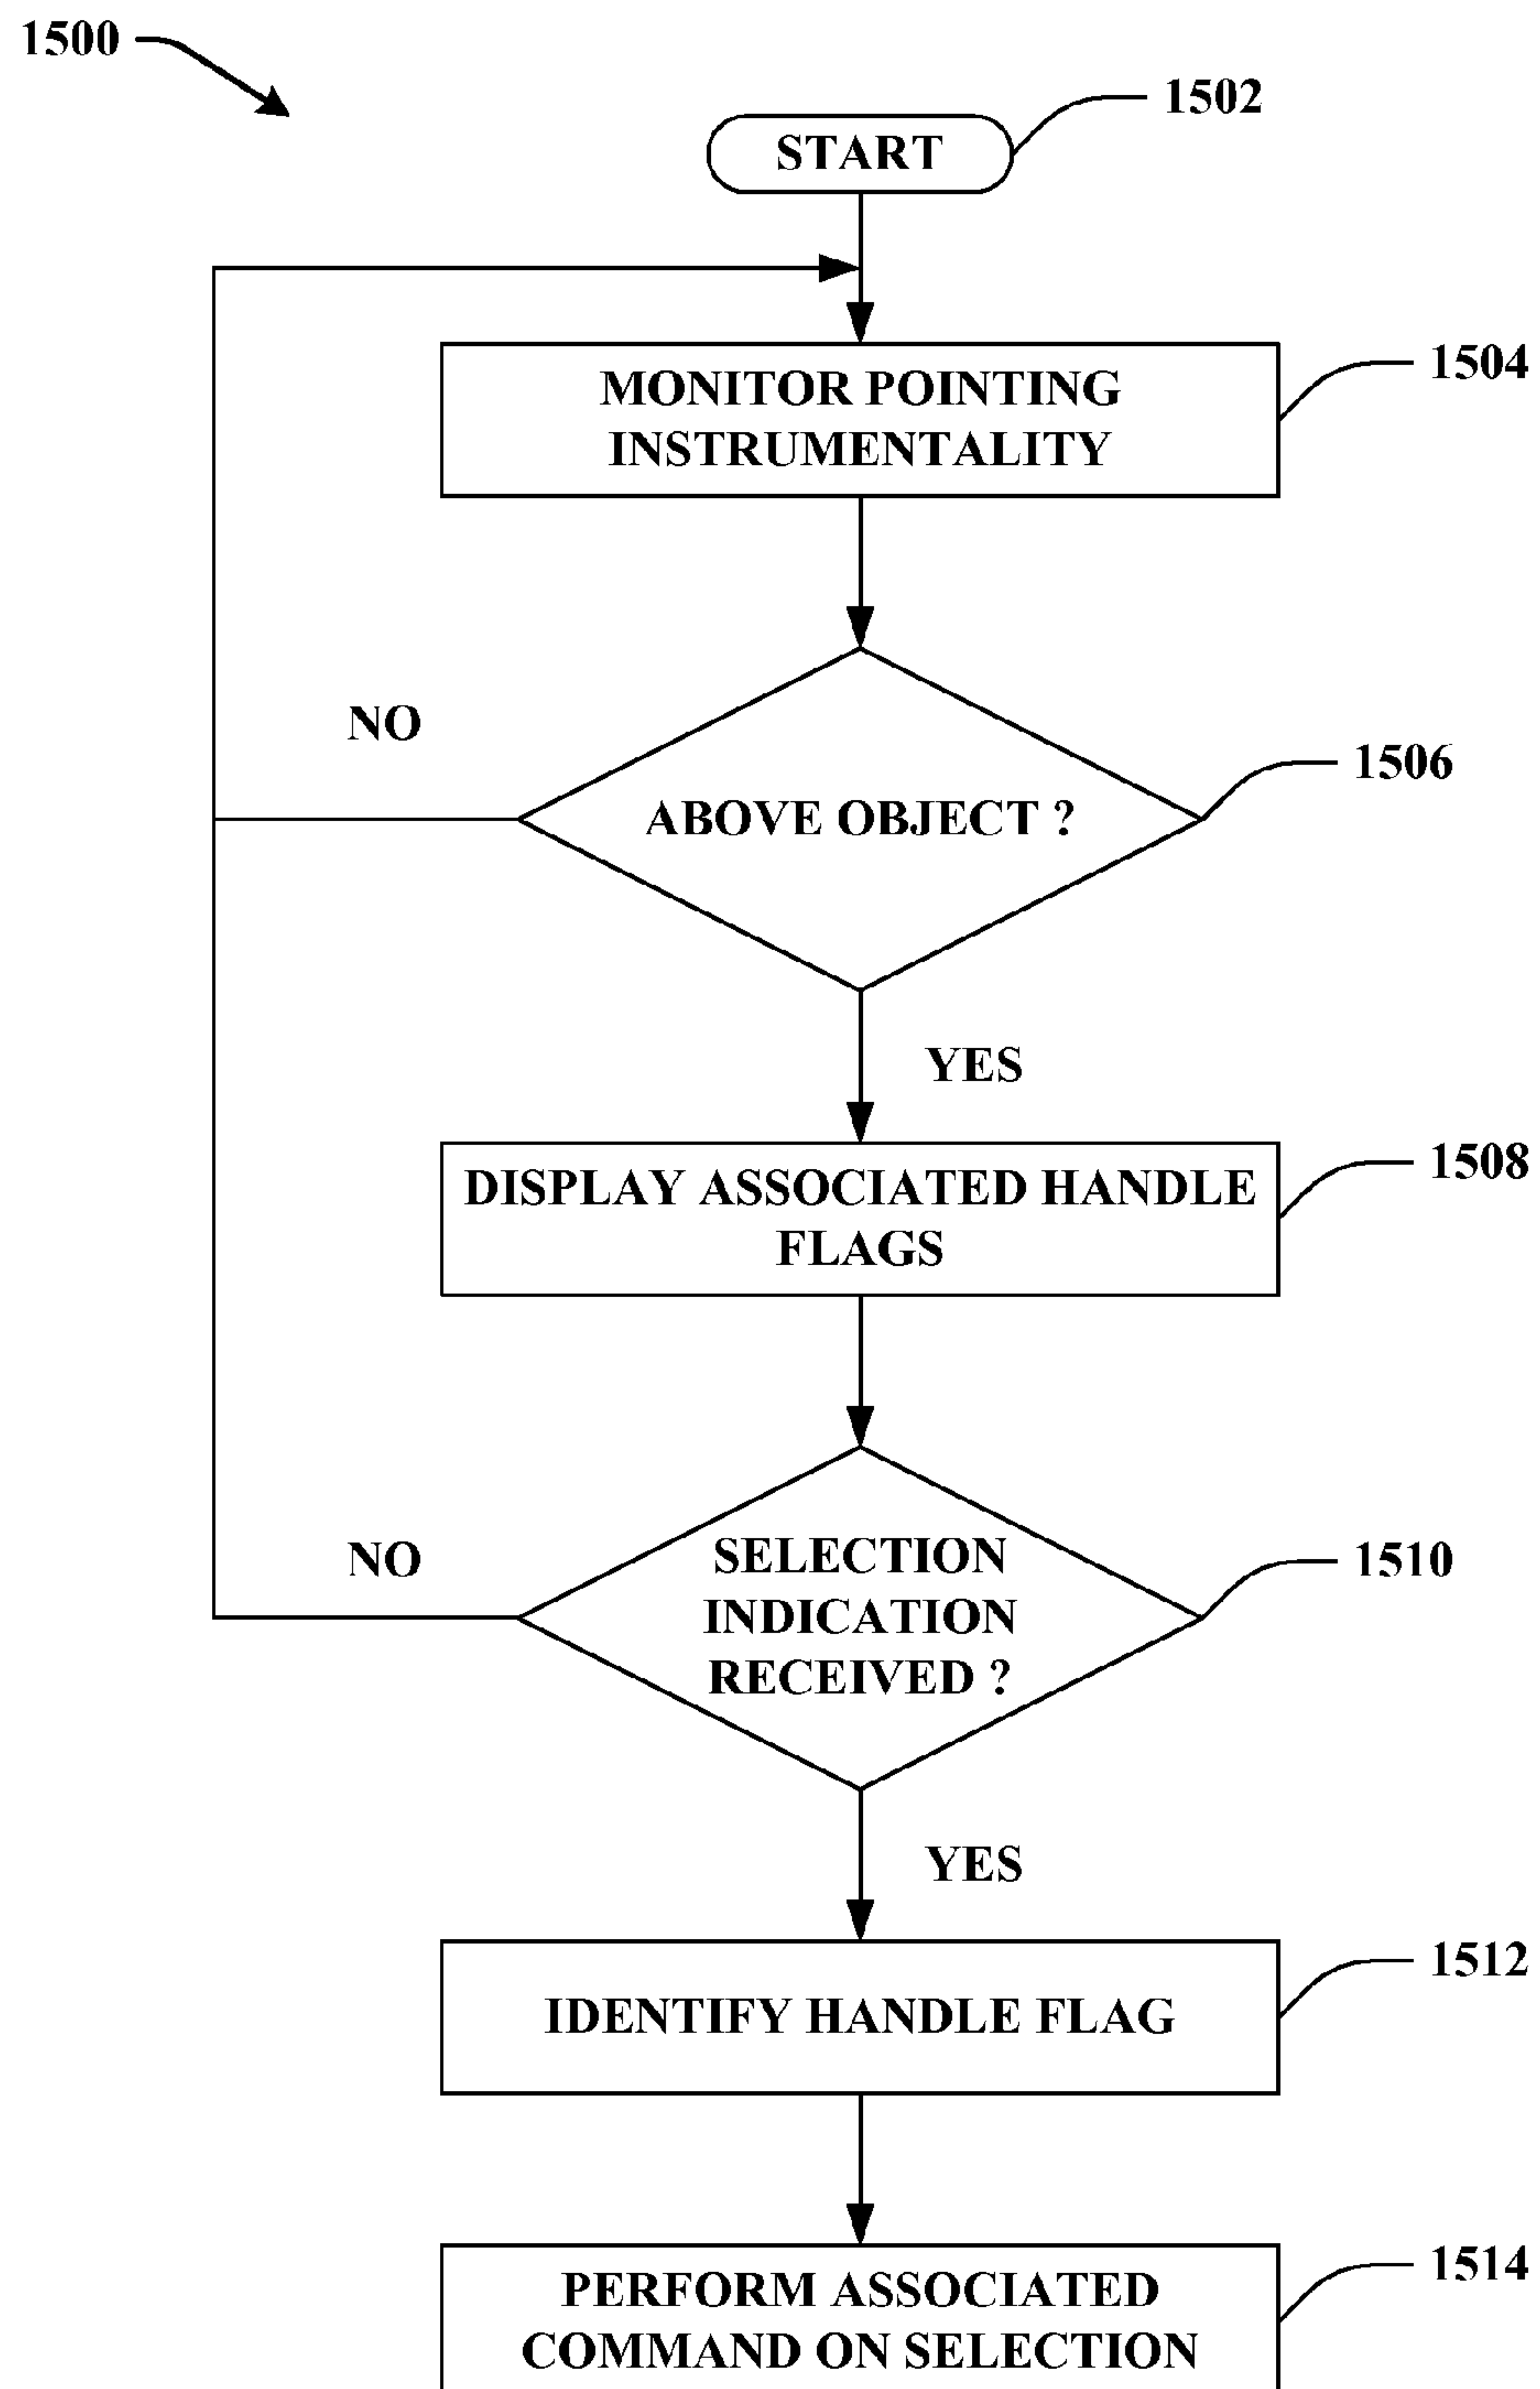 1500
1502
START
MONITOR POINTING
INSTRUMENTALITY
1504
NO
ABOVE OBJECT ?
1506
YES
DISPLAY ASSOCIATED HANDLE
FLAGS
1508
NO
SELECTION
INDICATION
RECEIVED ?
1510
YES
IDENTIFY HANDLE FLAG
1512
PERFORM ASSOCIATED
COMMAND ON SELECTION
1514